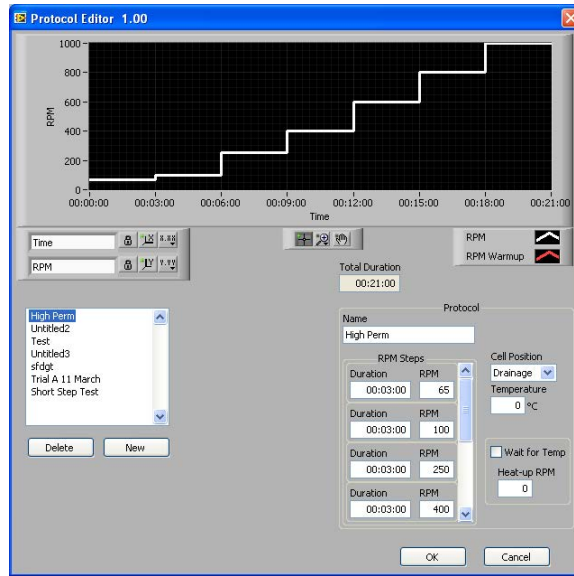 Protocol Editor 1.00
1000
800
600
400
200
0
RPM
00:00:00 00:03:00 00:06:00 00:09:00 00:12:00 00:15:00 00:18:00 00:21:00
Time
Time
RPM
RPM
RPM Warmup
Total Duration
00:21:00
High Perm
Untitled2
Test
Untitled3
sfdgt
Trial A 11 March
Short Step Test
Delete New
Protocol
Name
High Perm
RPM Steps
Duration RPM
00:03:00 65
Duration RPM
00:03:00 100
Duration RPM
00:03:00 250
Duration RPM
00:03:00 400
Cell Position
Drainage
Temperature
0 °C
Wait for Temp
Heat-up RPM
0
OK Cancel